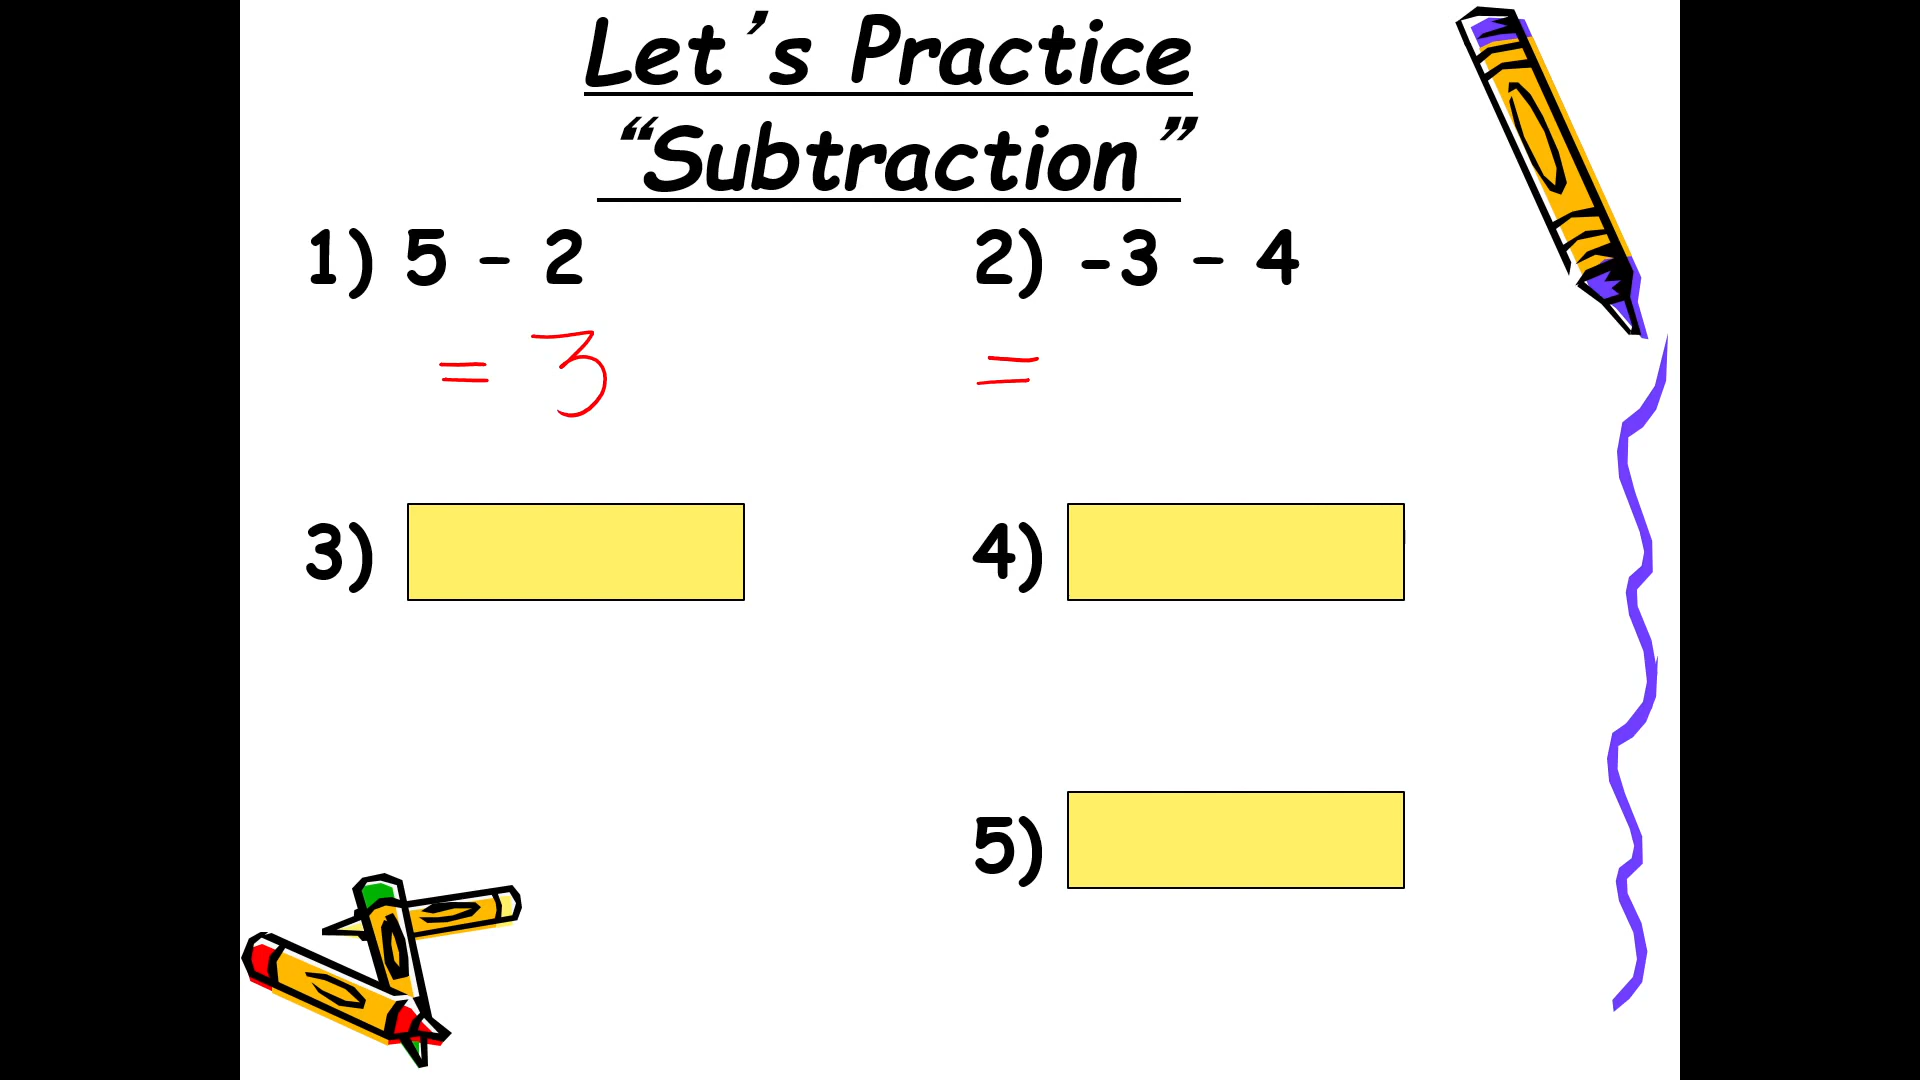 Let's Practice
“Subtraction”
1) 5 – 2
2) -3 – 4
= 3
=
3)
4)
5)